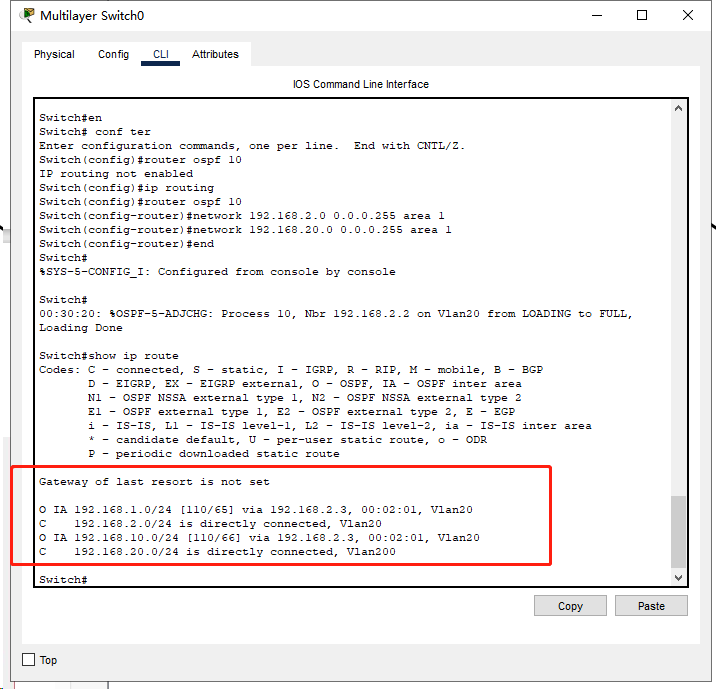 Multilayer Switch0
Physical Config CLI Attributes
IOS Command Line Interface
Switch#en
Switch# conf ter
Enter configuration commands, one per line.  End with CNTL/Z.
Switch(config)#router ospf 10
IP routing not enabled
Switch(config)#ip routing
Switch(config)#router ospf 10
Switch(config-router)#network 192.168.2.0 0.0.0.255 area 1
Switch(config-router)#network 192.168.20.0 0.0.0.255 area 1
Switch(config-router)#end
Switch#
%SYS-5-CONFIG_I: Configured from console by console
Switch#
00:30:20: %OSPF-5-ADJCHG: Process 10, Nbr 192.168.2.2 on Vlan20 from LOADING to FULL,
Loading Done
Switch#show ip route
Codes: C - connected, S - static, I - IGRP, R - RIP, M - mobile, B - BGP
D - EIGRP, EX - EIGRP external, O - OSPF, IA - OSPF inter area
N1 - OSPF NSSA external type 1, N2 - OSPF NSSA external type 2
E1 - OSPF external type 1, E2 - OSPF external type 2, E - EGP
i - IS-IS, L1 - IS-IS level-1, L2 - IS-IS level-2, ia - IS-IS inter area
* - candidate default, U - per-user static route, o - ODR
P - periodic downloaded static route
Gateway of last resort is not set
O IA 192.168.1.0/24 [110/65] via 192.168.2.3, 00:02:01, Vlan20
C    192.168.2.0/24 is directly connected, Vlan20
O IA 192.168.10.0/24 [110/66] via 192.168.2.3, 00:02:01, Vlan20
C    192.168.20.0/24 is directly connected, Vlan200
Switch#
Copy Paste
Top